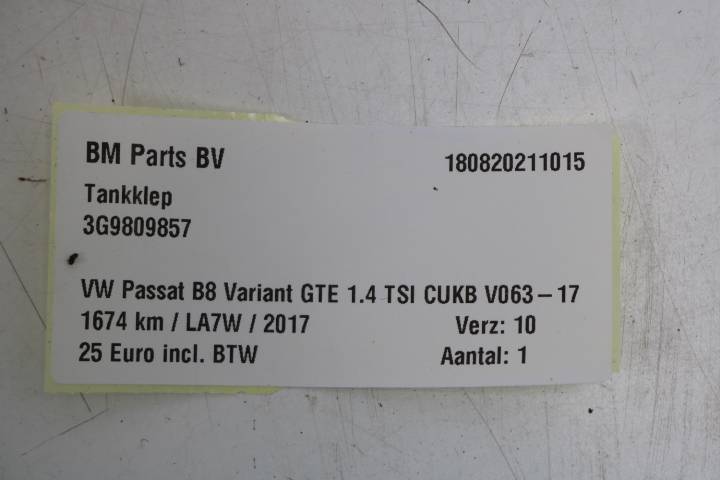 BM Parts BV 180820211015
Tankklep
3G9809857
VW Passat B8 Variant GTE 1.4 TSI CUKB V063-17
1674 km / LA7W / 2017 Verz: 10
25 Euro incl. BTW Aantal: 1